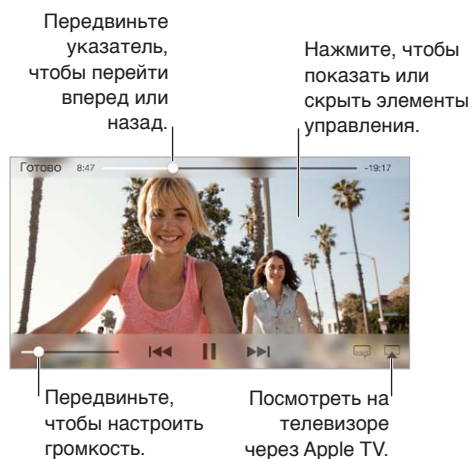 Передвиньте
указатель,
чтобы перейти
вперед или
назад.
Нажмите, чтобы
показать или
скрыть элементы
управления.
Готово 8:47 -19:17
Передвиньте,
чтобы настроить
громкость.
Посмотреть на
телевизоре
через Apple TV.